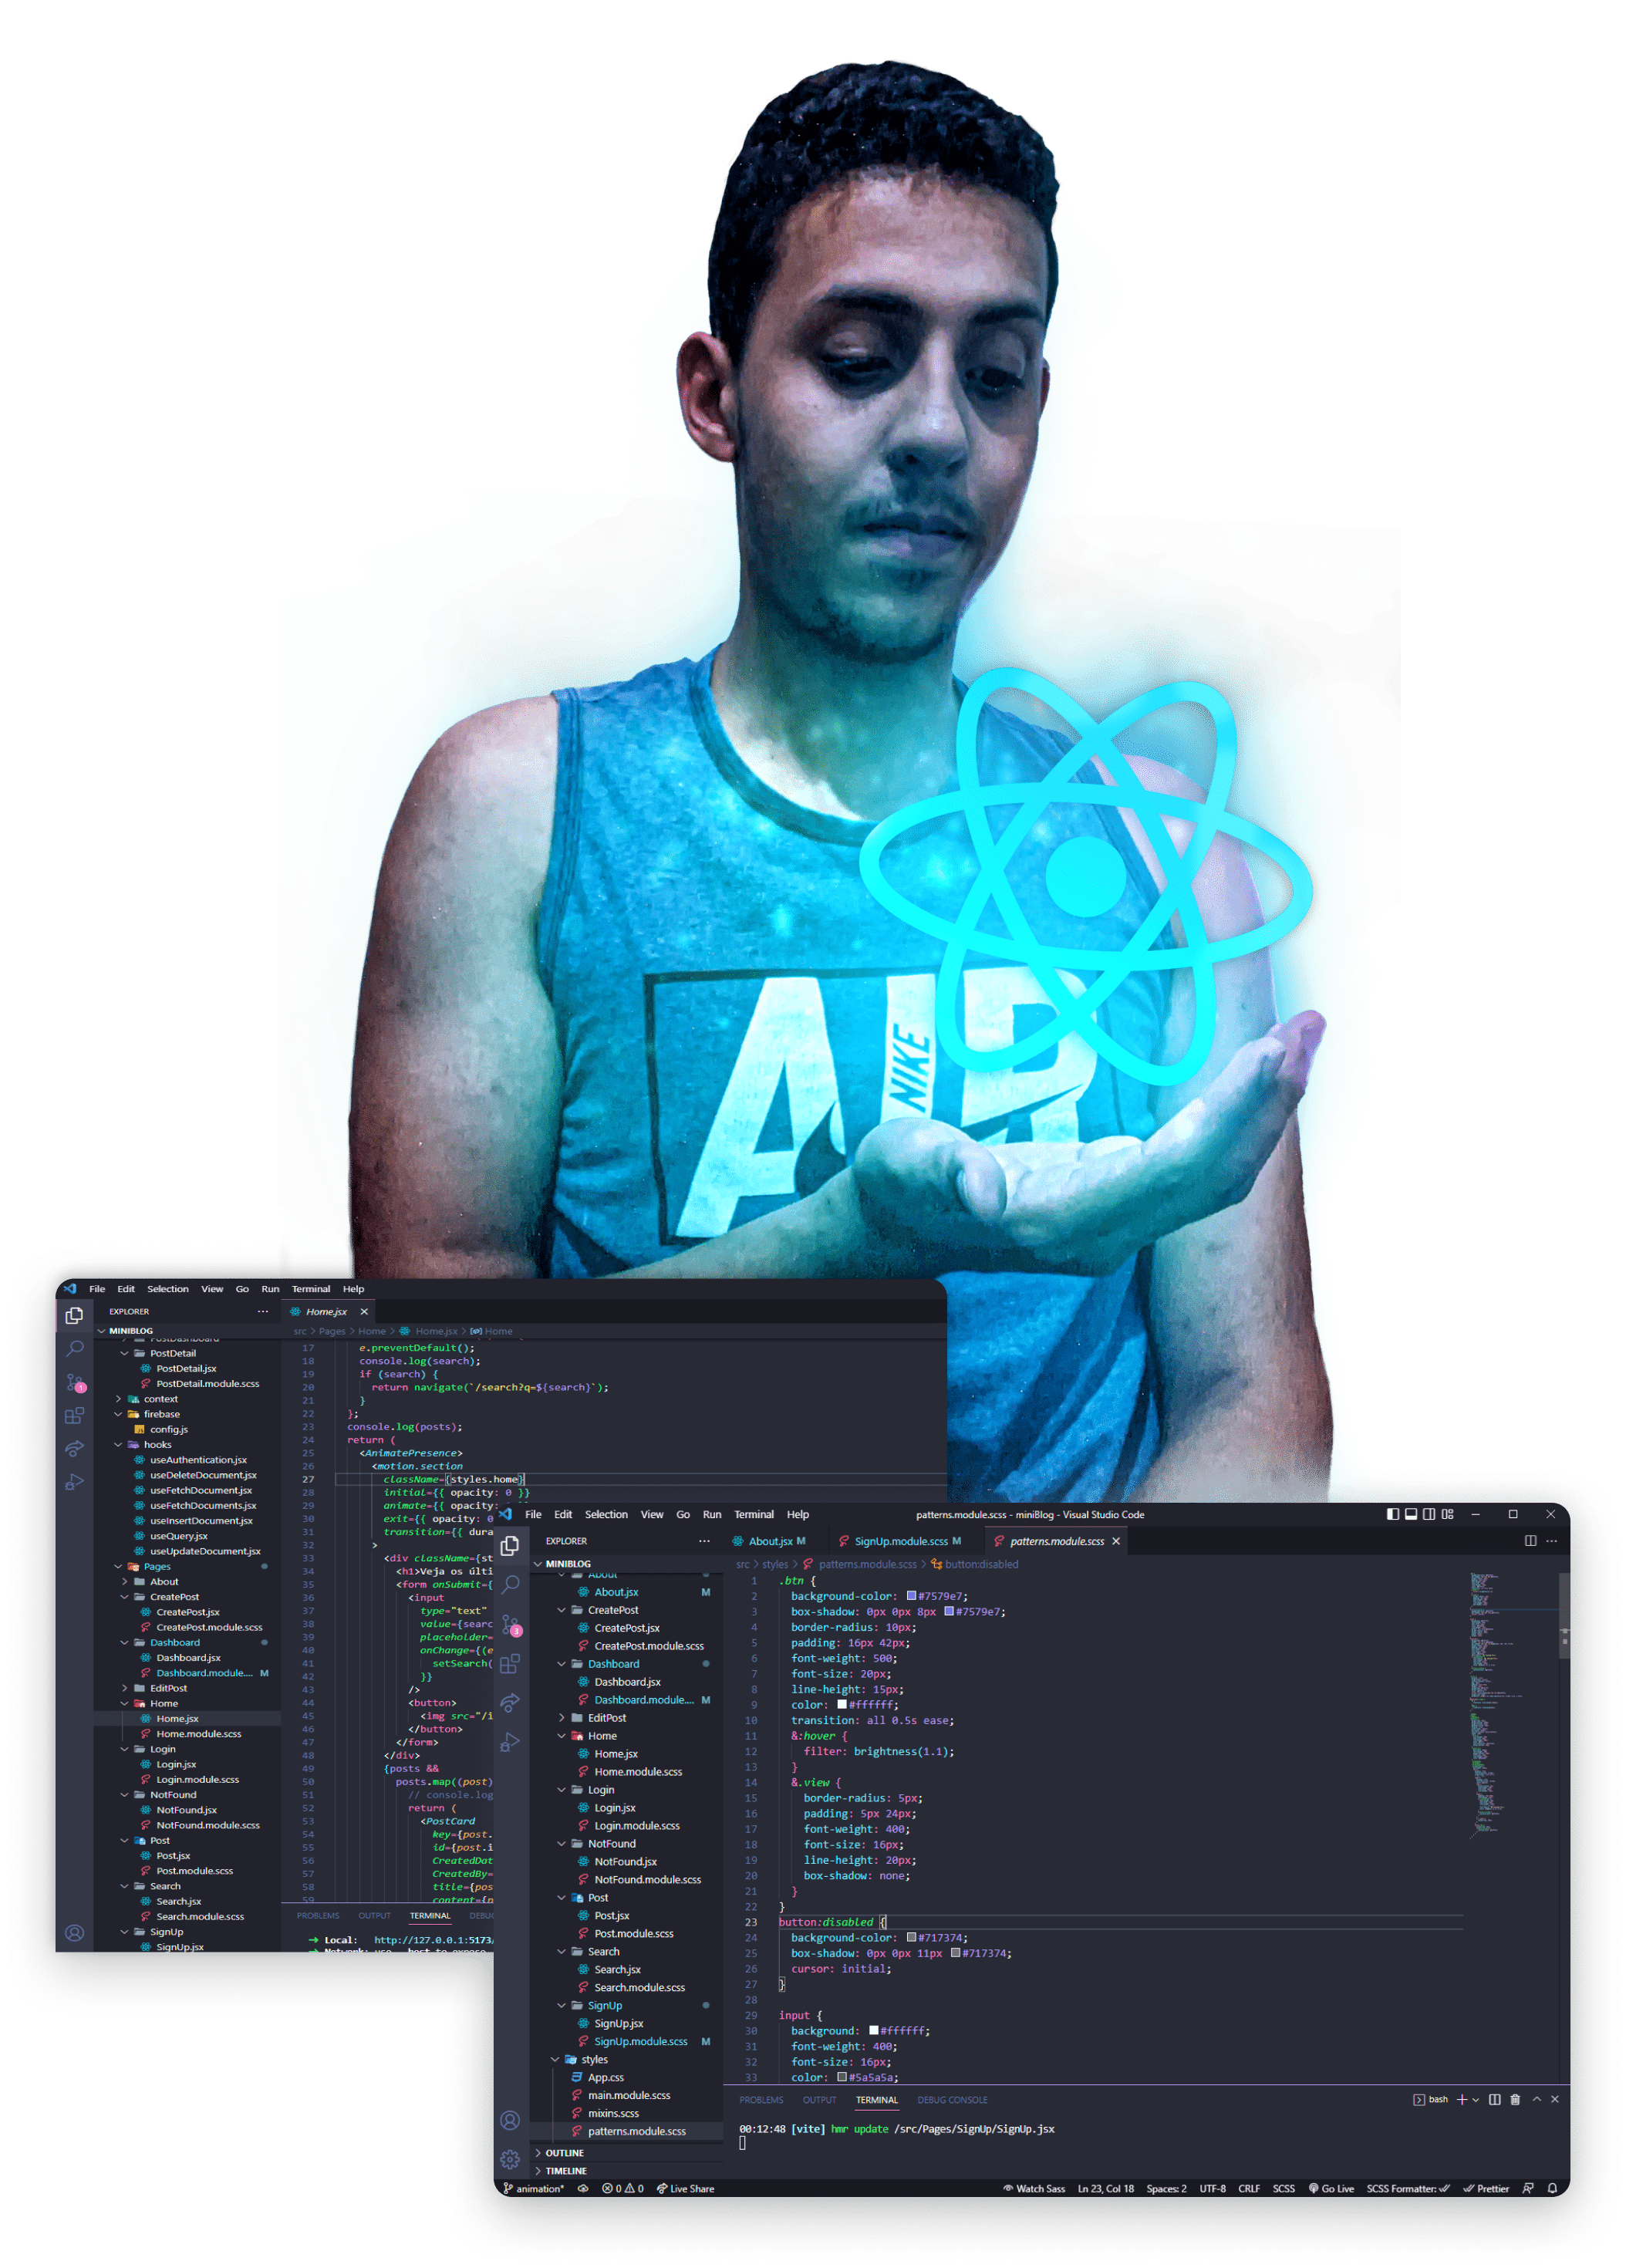 AIR
NIKE
File Edit Selection View Go Run Terminal Help
EXPLORER ...
Home.jsx
MINIBLOG
src > Pages > Home > Home.jsx > Home
PostDashboard
PostDetail
PostDetail.jsx
PostDetail.module.scss
context
firebase
config.js
hooks
useAuthentication.jsx
useDeleteDocument.jsx
useFetchDocument.jsx
useFetchDocuments.jsx
useInsertDocument.jsx
useQuery.jsx
useUpdateDocument.jsx
Pages
About
CreatePost
CreatePost.jsx
CreatePost.module.scss
Dashboard
Dashboard.jsx
Dashboard.module.... M
EditPost
Home
Home.jsx
Home.module.scss
Login
Login.jsx
Login.module.scss
NotFound
NotFound.jsx
NotFound.module.scss
Post
Post.jsx
Post.module.scss
Search
Search.jsx
Search.module.scss
SignUp
SignUp.jsx
1
17 e.preventDefault();
18 console.log(search);
19 if (search) {
20 return navigate(`/search?q=${search}`);
21 }
22 };
23 console.log(posts);
24 return (
25 <AnimatePresence>
26 <motion.section
27 className={styles.home}
28 initial={{ opacity: 0 }}
29 animate={{ opacity:
30 exit={{ opacity: 0
31 transition={{ dura
32 >
33 <div className={st
34 <h1>Veja os últi
35 <form onSubmit={
36 <input
37 type="text"
38 value={searc
39 placeholder=
40 onChange={(e
41 setSearch(
42 }}
43 />
44 <button>
45 <img src="/i
46 </button>
47 </form>
48 </div>
49 {posts &&
50 posts.map((post)
51 // console.log
52 return (
53 <PostCard
54 key={post.
55 id={post.i
56 CreatedDat
57 CreatedBy=
58 title={pos
59 content={p
PROBLEMS OUTPUT TERMINAL DEBUG
➜ Local: http://127.0.0.1:5173/
➜ Network: use --host to expose
File Edit Selection View Go Run Terminal Help
patterns.module.scss - miniBlog - Visual Studio Code
EXPLORER ...
About.jsx M SignUp.module.scss M patterns.module.scss
MINIBLOG
src > styles > patterns.module.scss > button:disabled
About
About.jsx M
CreatePost
CreatePost.jsx
CreatePost.module.scss
Dashboard
Dashboard.jsx
Dashboard.module.... M
EditPost
Home
Home.jsx
Home.module.scss
Login
Login.jsx
Login.module.scss
NotFound
NotFound.jsx
NotFound.module.scss
Post
Post.jsx
Post.module.scss
Search
Search.jsx
Search.module.scss
SignUp
SignUp.jsx
SignUp.module.scss M
styles
App.css
main.module.scss
mixins.scss
patterns.module.scss
OUTLINE
TIMELINE
3
1 .btn {
2 background-color: #7579e7;
3 box-shadow: 0px 0px 8px #7579e7;
4 border-radius: 10px;
5 padding: 16px 42px;
6 font-weight: 500;
7 font-size: 20px;
8 line-height: 15px;
9 color: #ffffff;
10 transition: all 0.5s ease;
11 &:hover {
12 filter: brightness(1.1);
13 }
14 &.view {
15 border-radius: 5px;
16 padding: 5px 24px;
17 font-weight: 400;
18 font-size: 16px;
19 line-height: 20px;
20 box-shadow: none;
21 }
22 }
23 button:disabled {
24 background-color: #717374;
25 box-shadow: 0px 0px 11px #717374;
26 cursor: initial;
27 }
28
29 input {
30 background: #ffffff;
31 font-weight: 400;
32 font-size: 16px;
33 color: #5a5a5a;
PROBLEMS OUTPUT TERMINAL DEBUG CONSOLE
bash
00:12:48 [vite] hmr update /src/Pages/SignUp/SignUp.jsx
animation* 0 0 Live Share
Watch Sass Ln 23, Col 18 Spaces: 2 UTF-8 CRLF SCSS Go Live SCSS Formatter: Prettier